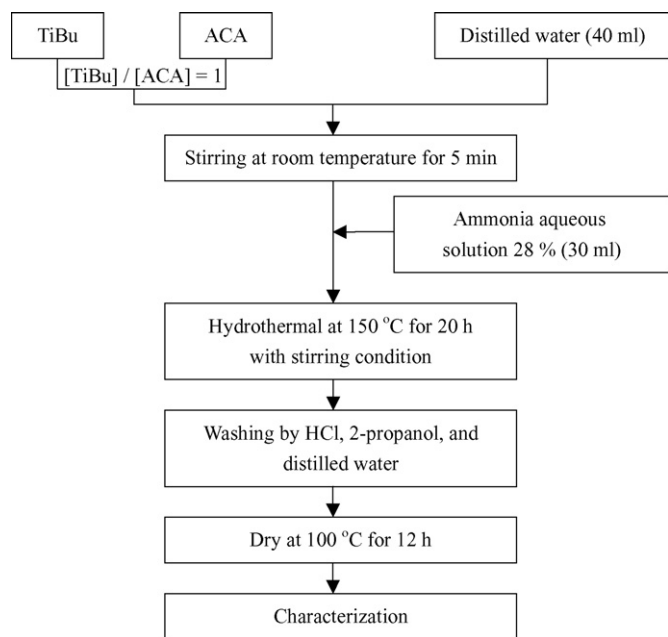 TiBu
ACA
Distilled water (40 ml)
[TiBu] / [ACA] = 1
Stirring at room temperature for 5 min
Ammonia aqueous
solution 28 % (30 ml)
Hydrothermal at 150 °C for 20 h
with stirring condition
Washing by HCl, 2-propanol, and
distilled water
Dry at 100 °C for 12 h
Characterization